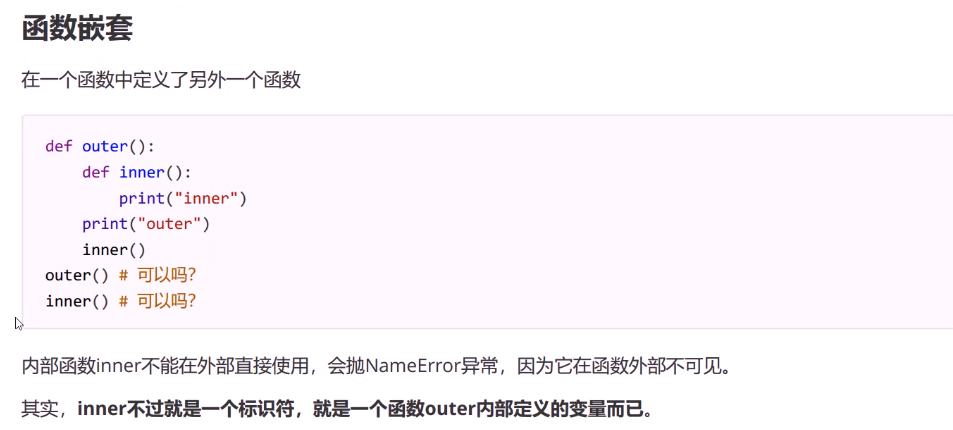 函数嵌套
在一个函数中定义了另外一个函数
def outer():
    def inner():
        print("inner")
    print("outer")
    inner()
outer() # 可以吗?
inner() # 可以吗?
内部函数inner不能在外部直接使用，会抛NameError异常，因为它在函数外部不可见。
其实，inner不过就是一个标识符，就是一个函数outer内部定义的变量而已。